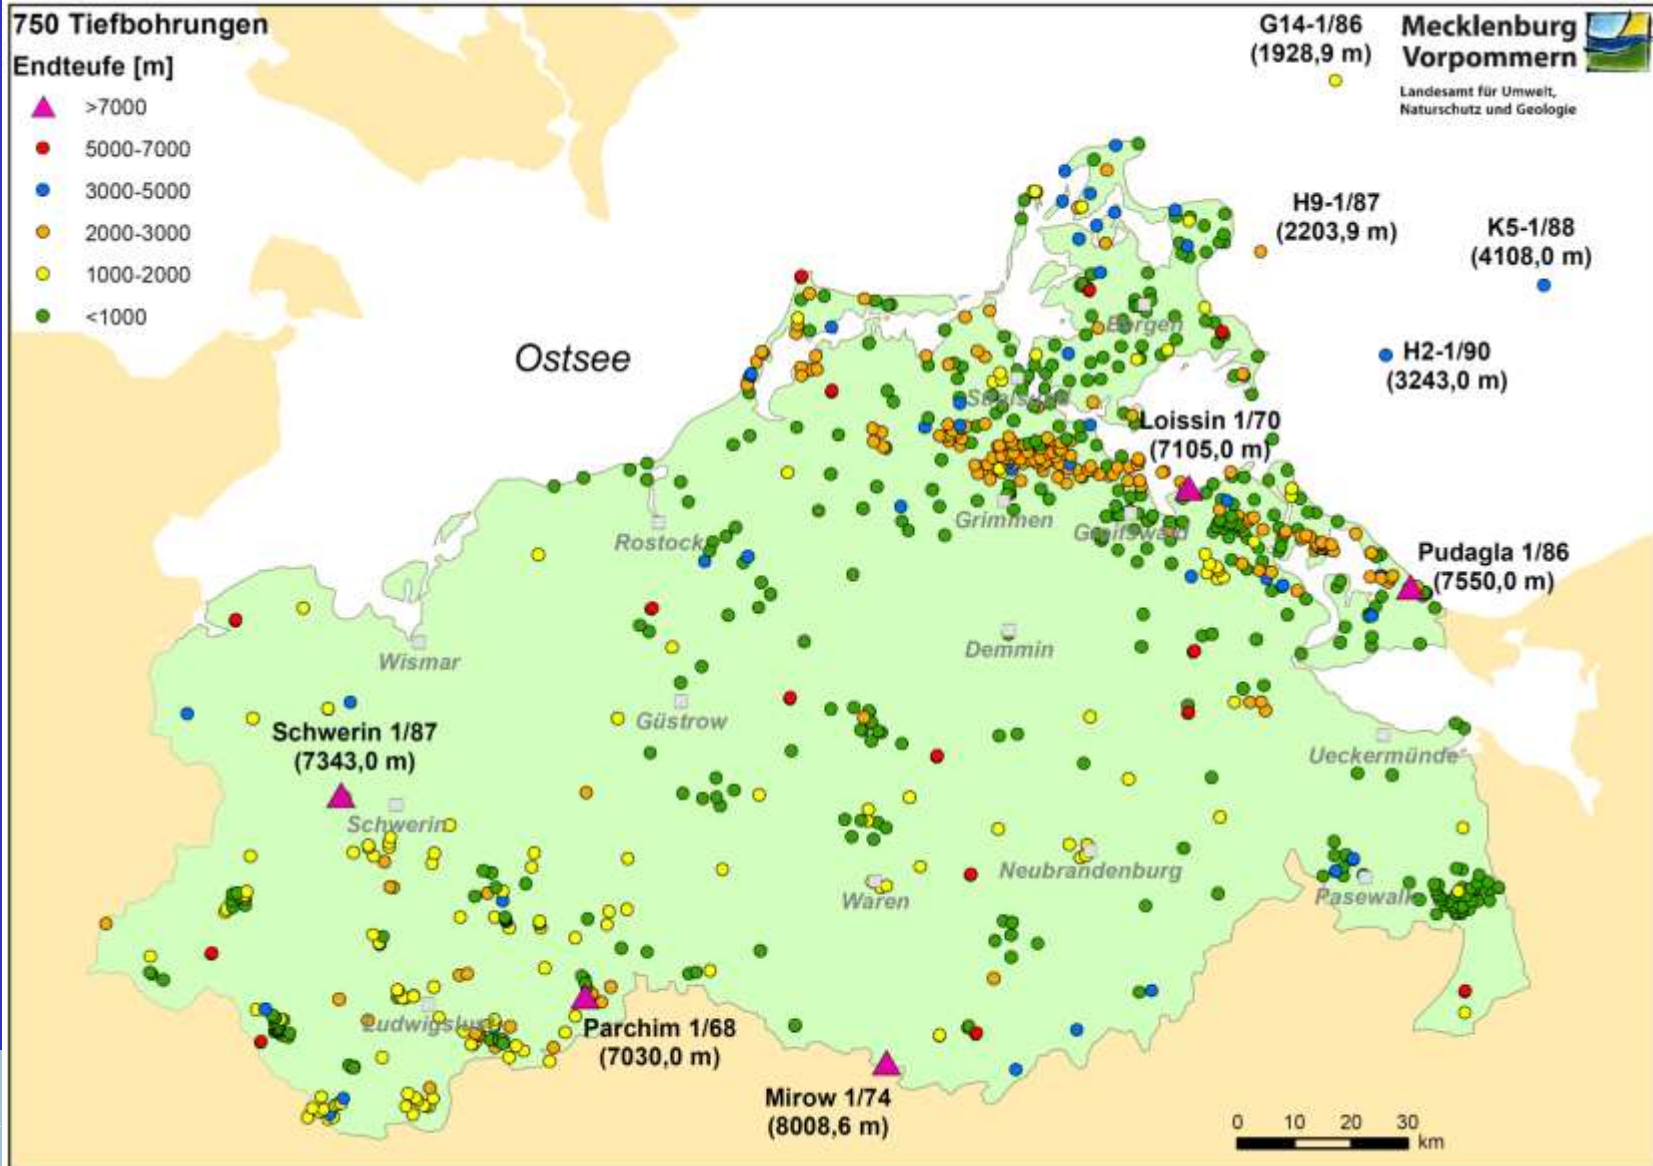 750 Tiefbohrungen
Endteufe [m]
>7000
5000-7000
3000-5000
2000-3000
1000-2000
<1000
G14-1/86
(1928,9 m)
Mecklenburg
Vorpommern
Landesamt für Umwelt,
Naturschutz und Geologie
H9-1/87
(2203,9 m)
K5-1/88
(4108,0 m)
H2-1/90
(3243,0 m)
Ostsee
Bergen
Stralsund
Loissin 1/70
(7105,0 m)
Grimmen
Greifswald
Rostock
Pudagla 1/86
(7550,0 m)
Wismar
Demmin
Güstrow
Schwerin 1/87
(7343,0 m)
Ueckermünde
Schwerin
Neubrandenburg
Waren
Pasewalk
Ludwigslust
Parchim 1/68
(7030,0 m)
Mirow 1/74
(8008,6 m)
0 10 20 30
km